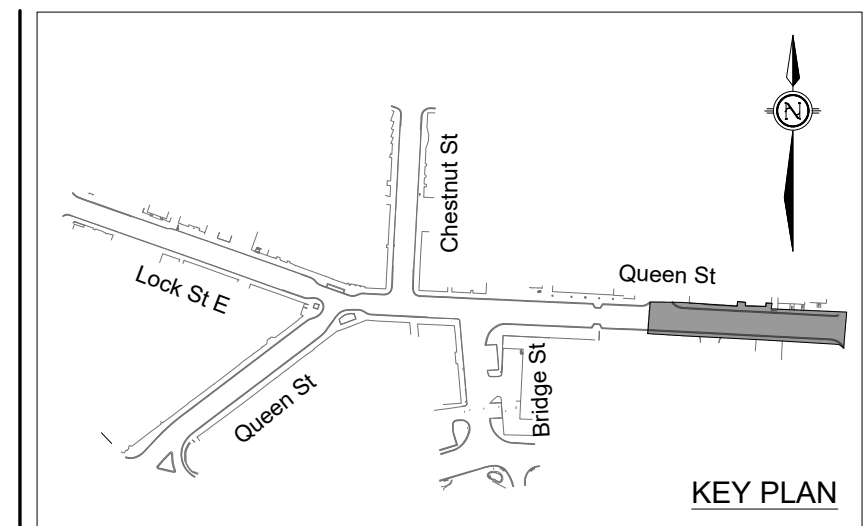 N
Chestnut St
Queen St
Lock St E
Bridge St
Queen St
KEY PLAN